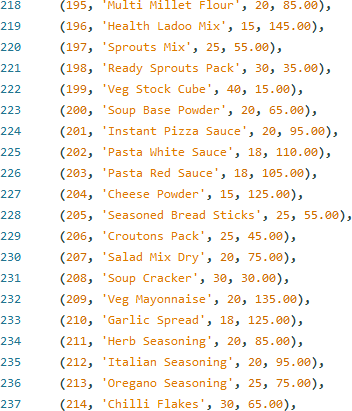 218 (195, 'Multi Millet Flour', 20, 85.00),
219 (196, 'Health Ladoo Mix', 15, 145.00),
220 (197, 'Sprouts Mix', 25, 55.00),
221 (198, 'Ready Sprouts Pack', 30, 35.00),
222 (199, 'Veg Stock Cube', 40, 15.00),
223 (200, 'Soup Base Powder', 20, 65.00),
224 (201, 'Instant Pizza Sauce', 20, 95.00),
225 (202, 'Pasta White Sauce', 18, 110.00),
226 (203, 'Pasta Red Sauce', 18, 105.00),
227 (204, 'Cheese Powder', 15, 125.00),
228 (205, 'Seasoned Bread Sticks', 25, 55.00),
229 (206, 'Croutons Pack', 25, 45.00),
230 (207, 'Salad Mix Dry', 20, 75.00),
231 (208, 'Soup Cracker', 30, 30.00),
232 (209, 'Veg Mayonnaise', 20, 135.00),
233 (210, 'Garlic Spread', 18, 125.00),
234 (211, 'Herb Seasoning', 20, 85.00),
235 (212, 'Italian Seasoning', 20, 95.00),
236 (213, 'Oregano Seasoning', 25, 75.00),
237 (214, 'Chilli Flakes', 30, 65.00),